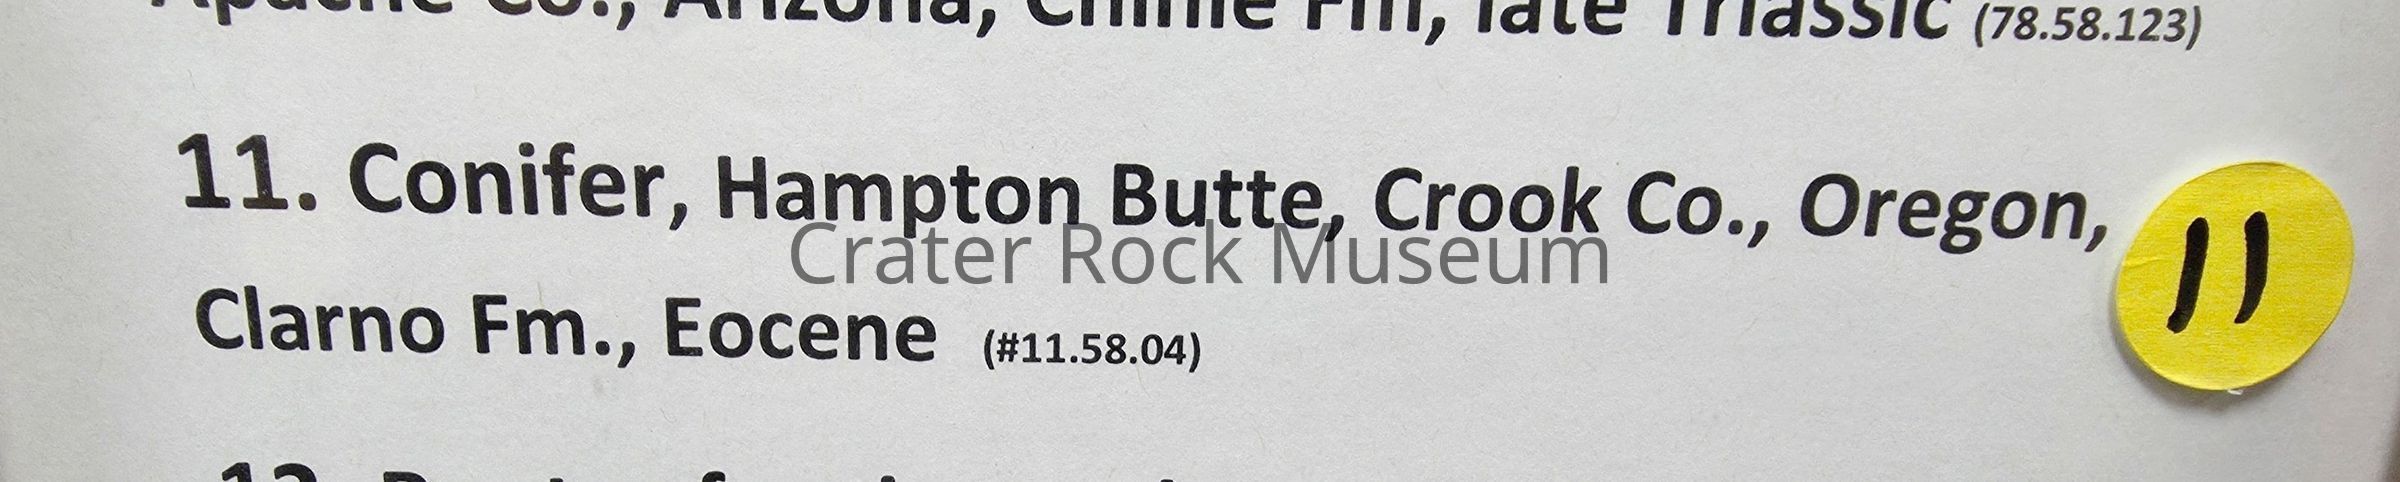 Apache Co., Arizona, Chinle Fm, late Triassic (78.58.123)
11. Conifer, Hampton Butte, Crook Co., Oregon,
11
Crater Rock Museum
Clarno Fm., Eocene (#11.58.04)